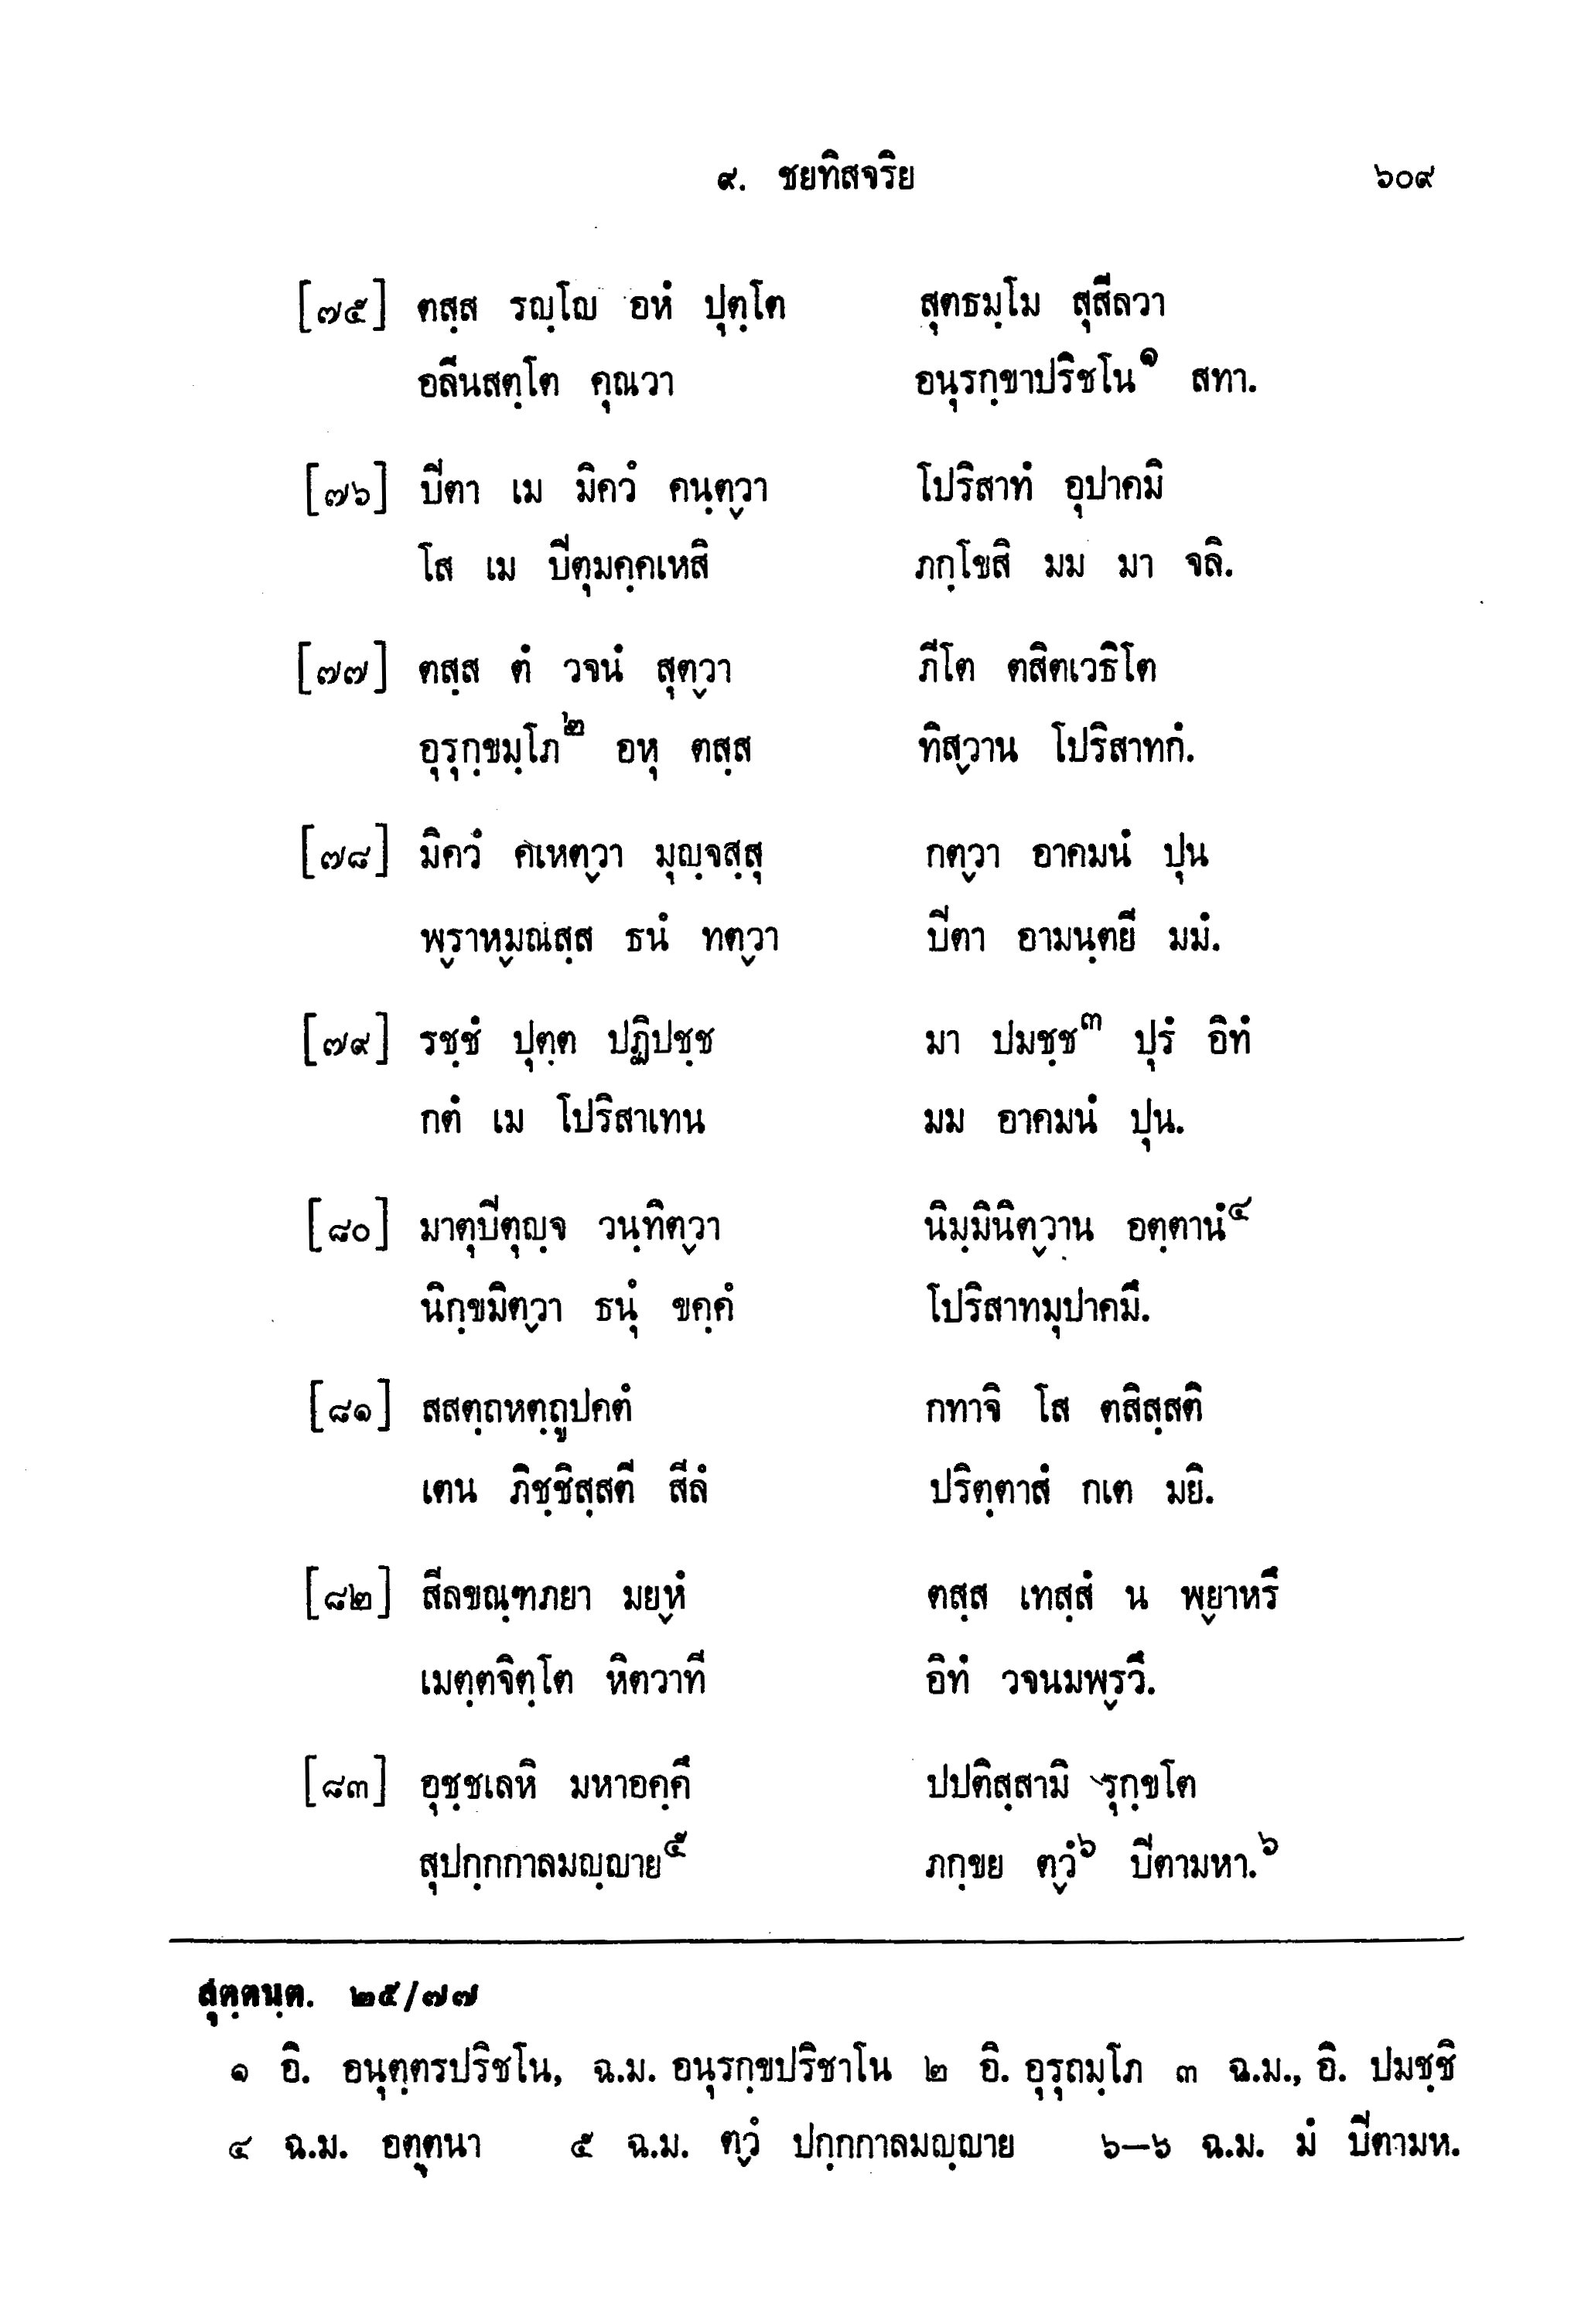 ๙. ชยทิสจริย ๖๐๙
[๗๕] ตสฺส รญฺโญ อหํ ปุตฺโต สุตธมฺโม สุสีลวา
อลีนสตฺโต คุณวา อนุรกฺขาปริชโน๑ สทา.
[๗๖] ปีตา เม มิควํ คนฺตฺวา โปริสาทํ อุปาคมิ
โส เม ปีตุมคฺคเหสิ ภกฺโขสิ มม มา จลิ.
[๗๗] ตสฺส ตํ วจนํ สุตฺวา ภีโต ตสิตเวธิโต
อุรุกฺขมฺโภ๒ อหุ ตสฺส ทิสฺวาน โปริสาทกํ.
[๗๘] มิควํ คเหตฺวา มุญฺจสฺสุ กตฺวา อาคมนํ ปุน
พฺราหฺมณสฺส ธนํ ทตฺวา ปีตา อามนฺตยี มมํ.
[๗๙] รชฺชํ ปุตฺต ปฏิปชฺช มา ปมชฺช๓ ปุรํ อิทํ
กตํ เม โปริสาเทน มม อาคมนํ ปุน.
[๘๐] มาตุปีตุญฺจ วนฺทิตฺวา นิมฺมินิตฺวาน อตฺตานํ๔
นิกฺขมิตฺวา ธนุํ ขคฺคํ โปริสาทมุปาคมึ.
[๘๑] สสตฺถหตฺถูปคตํ กทาจิ โส ตสิสฺสติ
เตน ภิชฺชิสฺสตี สีลํ ปริตฺตาสํ กเต มยิ.
[๘๒] สีลขณฺฑภยา มยฺหํ ตสฺส เทสฺสํ น พฺยาหรึ
เมตฺตจิตฺโต หิตวาที อิทํ วจนมพฺรวึ.
[๘๓] อุชฺชเลหิ มหาอคฺคึ ปปติสฺสามิ รุกฺขโต
สุปกฺกกาลมญฺญาย๕ ภกฺขย ตฺวํ๖ ปีตามหา.๖
สุตฺตนฺต. ๒๕/๗๗
๑ อิ. อนุตฺตรปริชโน, ฉ.ม. อนุรกฺขปริชาโน ๒ อิ. อุรุถมฺโภ ๓ ฉ.ม., อิ. ปมชฺชิ
๔ ฉ.ม. อตฺตุนา ๕ ฉ.ม. ตฺวํ ปกฺกกาลมญฺญาย ๖–๖ ฉ.ม. มํ ปีตามห.